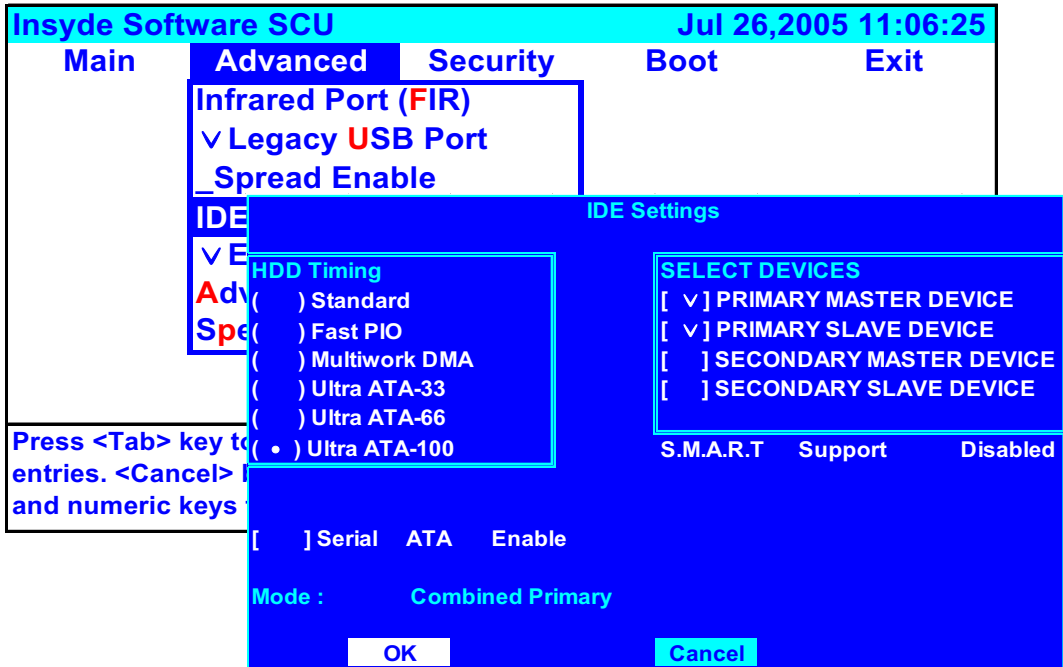 Insyde Software SCU Jul 26,2005 11:06:25
Main Advanced Security Boot Exit
Infrared Port (FIR)
∨ Legacy USB Port
_Spread Enable
IDE
∨ E
Adv
Spe
Press <Tab> key to
entries. <Cancel>
and numeric keys
IDE Settings
HDD Timing
( ) Standard
( ) Fast PIO
( ) Multiwork DMA
( ) Ultra ATA-33
( ) Ultra ATA-66
( • ) Ultra ATA-100
SELECT DEVICES
[ ∨ ] PRIMARY MASTER DEVICE
[ ∨ ] PRIMARY SLAVE DEVICE
[ ] SECONDARY MASTER DEVICE
[ ] SECONDARY SLAVE DEVICE
S.M.A.R.T Support Disabled
[ ] Serial ATA Enable
Mode : Combined Primary
OK Cancel